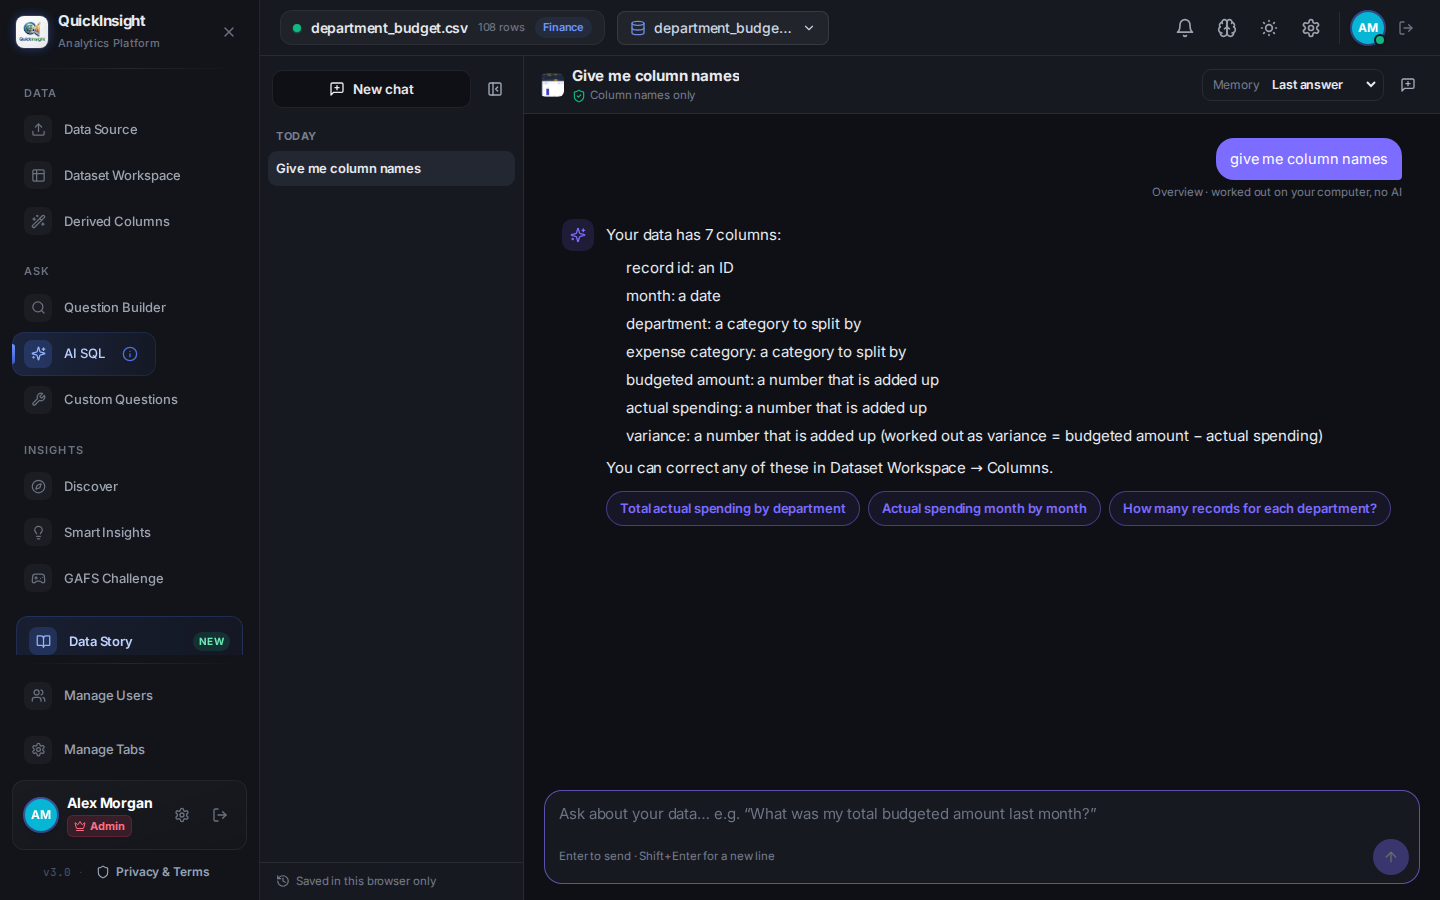 QuickInsight
Analytics Platform
DATA
Data Source
Dataset Workspace
Derived Columns
ASK
Question Builder
AI SQL
Custom Questions
INSIGHTS
Discover
Smart Insights
GAFS Challenge
Data Story NEW
Manage Users
Manage Tabs
AM Alex Morgan
Admin
v3.0 · Privacy & Terms
department_budget.csv 108 rows Finance
department_budge...
AM
New chat
TODAY
Give me column names
Saved in this browser only
Give me column names
Column names only
Memory Last answer
give me column names
Overview · worked out on your computer, no AI
Your data has 7 columns:
record id: an ID
month: a date
department: a category to split by
expense category: a category to split by
budgeted amount: a number that is added up
actual spending: a number that is added up
variance: a number that is added up (worked out as variance = budgeted amount − actual spending)
You can correct any of these in Dataset Workspace → Columns.
Total actual spending by department
Actual spending month by month
How many records for each department?
Ask about your data... e.g. “What was my total budgeted amount last month?”
Enter to send · Shift+Enter for a new line